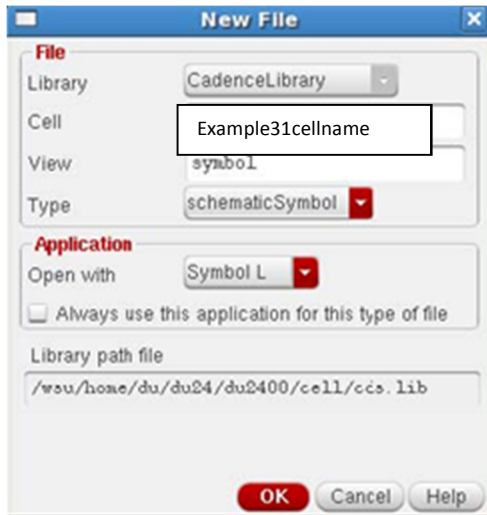 New File
File
Library CadenceLibrary
Cell Example31cellname
View symbol
Type schematicSymbol
Application
Open with Symbol L
Always use this application for this type of file
Library path file
/wsu/home/du/du24/du2400/cell/cds.lib
OK Cancel Help